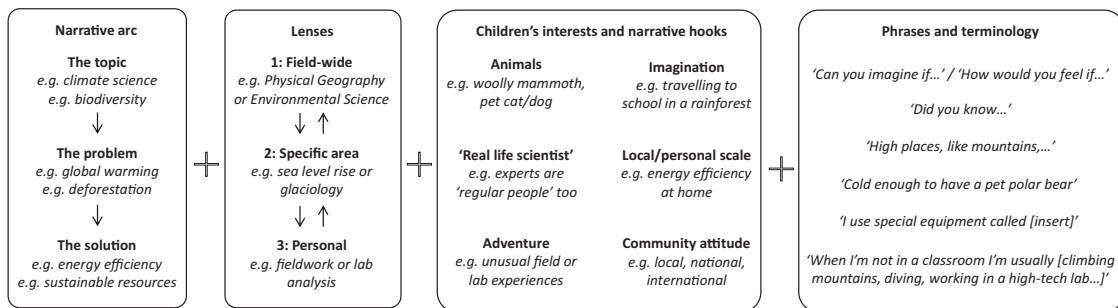 Narrative arc
The topic
e.g. climate science
e.g. biodiversity
The problem
e.g. global warming
e.g. deforestation
The solution
e.g. energy efficiency
e.g. sustainable resources
Lenses
1: Field-wide
e.g. Physical Geography
or Environmental Science
2: Specific area
e.g. sea level rise or
glaciology
3: Personal
e.g. fieldwork or lab
analysis
Children's interests and narrative hooks
Animals
e.g. woolly mammoth,
pet cat/dog
Imagination
e.g. travelling to
school in a rainforest
'Real life scientist'
e.g. experts are
'regular people' too
Local/personal scale
e.g. energy efficiency
at home
Adventure
e.g. unusual field or
lab experiences
Community attitude
e.g. local, national,
international
Phrases and terminology
'Can you imagine if...' / 'How would you feel if...'
'Did you know...'
'High places, like mountains,...'
'Cold enough to have a pet polar bear'
'I use special equipment called [insert]'
'When I'm not in a classroom I'm usually [climbing
mountains, diving, working in a high-tech lab...]'